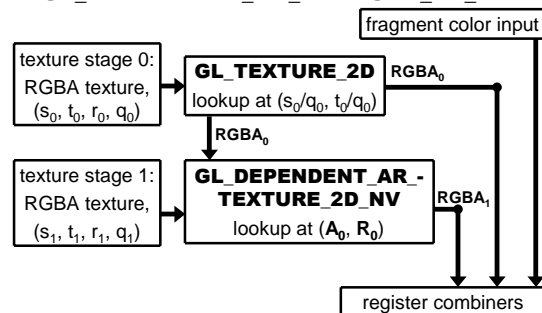 fragment color input
texture stage 0:
RGBA texture,
(s₀, t₀, r₀, q₀)
GL_TEXTURE_2D
lookup at (s₀/q₀, t₀/q₀)
RGBA₀
RGBA₀
texture stage 1:
RGBA texture,
(s₁, t₁, r₁, q₁)
GL_DEPENDENT_AR_-
TEXTURE_2D_NV
lookup at (A₀, R₀)
RGBA₁
register combiners